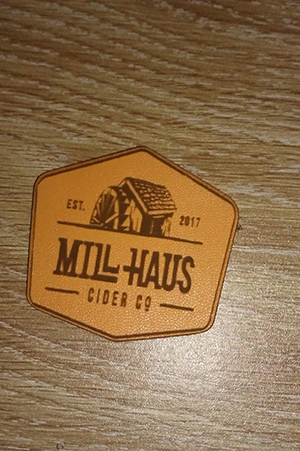 EST. 2017
MILL HAUS
CIDER CO